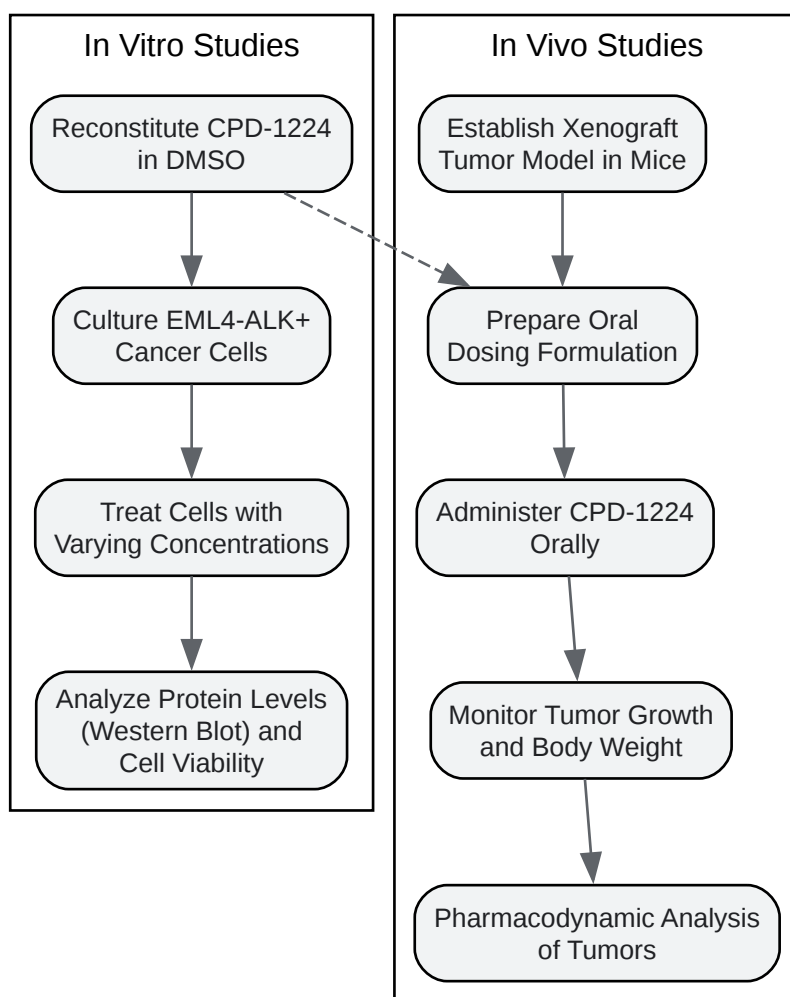 In Vitro Studies
Reconstitute CPD-1224
in DMSO
Culture EML4-ALK+
Cancer Cells
Treat Cells with
Varying Concentrations
Analyze Protein Levels
(Western Blot) and
Cell Viability
In Vivo Studies
Establish Xenograft
Tumor Model in Mice
Prepare Oral
Dosing Formulation
Administer CPD-1224
Orally
Monitor Tumor Growth
and Body Weight
Pharmacodynamic Analysis
of Tumors